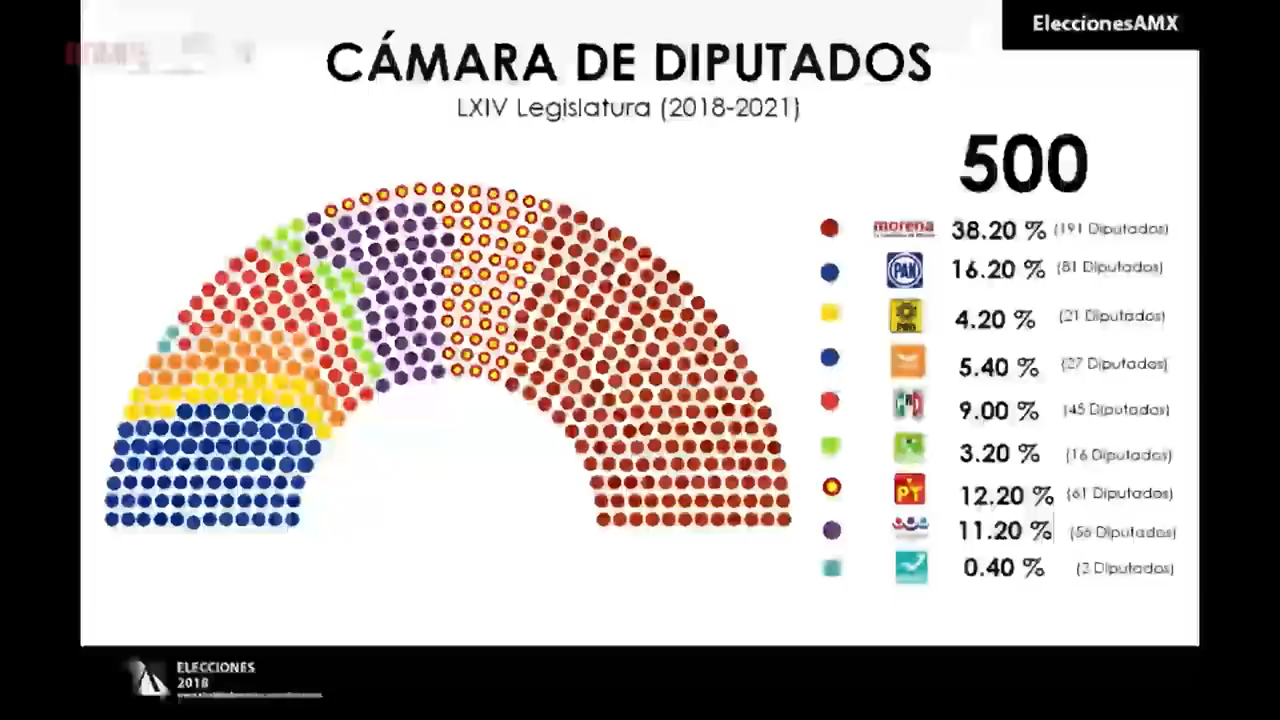 EleccionesAMX
CÁMARA DE DIPUTADOS
LXIV Legislatura (2018-2021)
500
morena 38.20 % (191 Diputados)
PAN 16.20 % (81 Diputados)
PRD 4.20 % (21 Diputados)
5.40 % (27 Diputados)
PRI 9.00 % (45 Diputados)
3.20 % (16 Diputados)
PT 12.20 % (61 Diputados)
11.20 % (56 Diputados)
0.40 % (2 Diputados)
ELECCIONES
2018